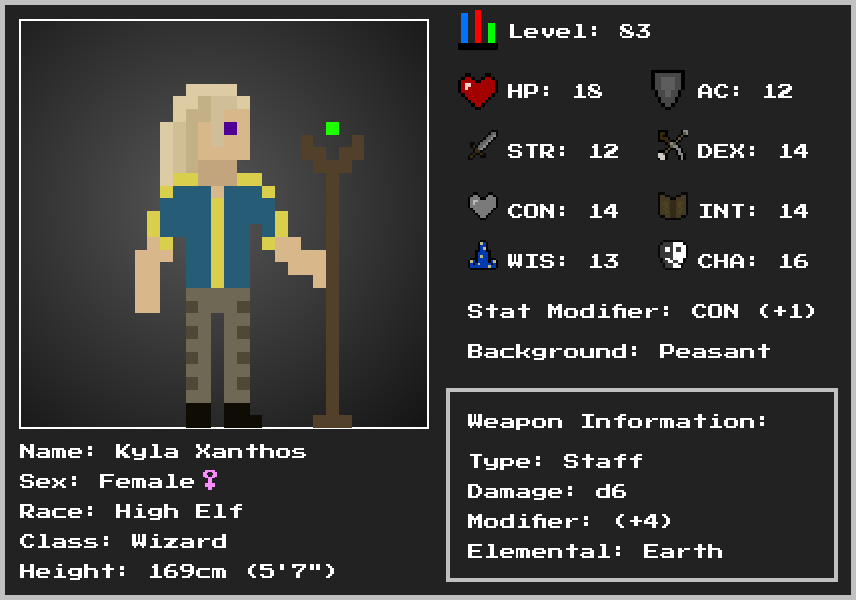 Level: 83
HP: 18 AC: 12
STR: 12 DEX: 14
CON: 14 INT: 14
WIS: 13 CHA: 16
Stat Modifier: CON (+1)
Background: Peasant
Weapon Information:
Type: Staff
Damage: d6
Modifier: (+4)
Elemental: Earth
Name: Kyla Xanthos
Sex: Female♀
Race: High Elf
Class: Wizard
Height: 169cm (5'7")